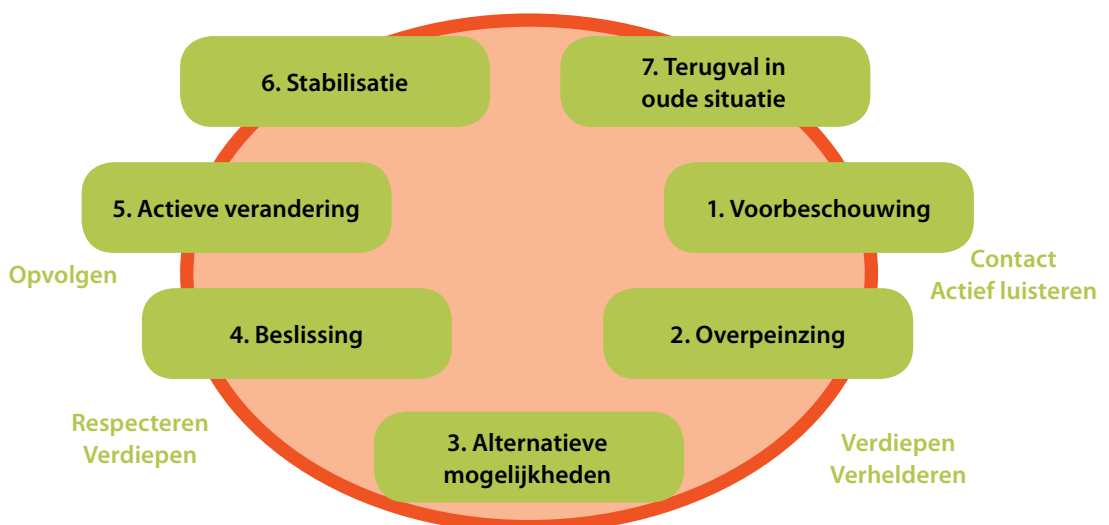 6. Stabilisatie
7. Terugval in
oude situatie
5. Actieve verandering
1. Voorbeschouwing
Opvolgen
Contact
Actief luisteren
4. Beslissing
2. Overpeinzing
Respecteren
Verdiepen
3. Alternatieve
mogelijkheden
Verdiepen
Verhelderen